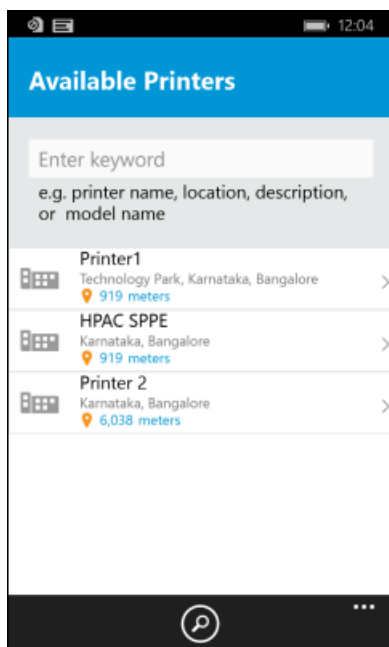 12:04
Available Printers
Enter keyword
e.g. printer name, location, description,
or model name
Printer1
Technology Park, Karnataka, Bangalore
919 meters
HPAC SPPE
Karnataka, Bangalore
919 meters
Printer 2
Karnataka, Bangalore
6,038 meters